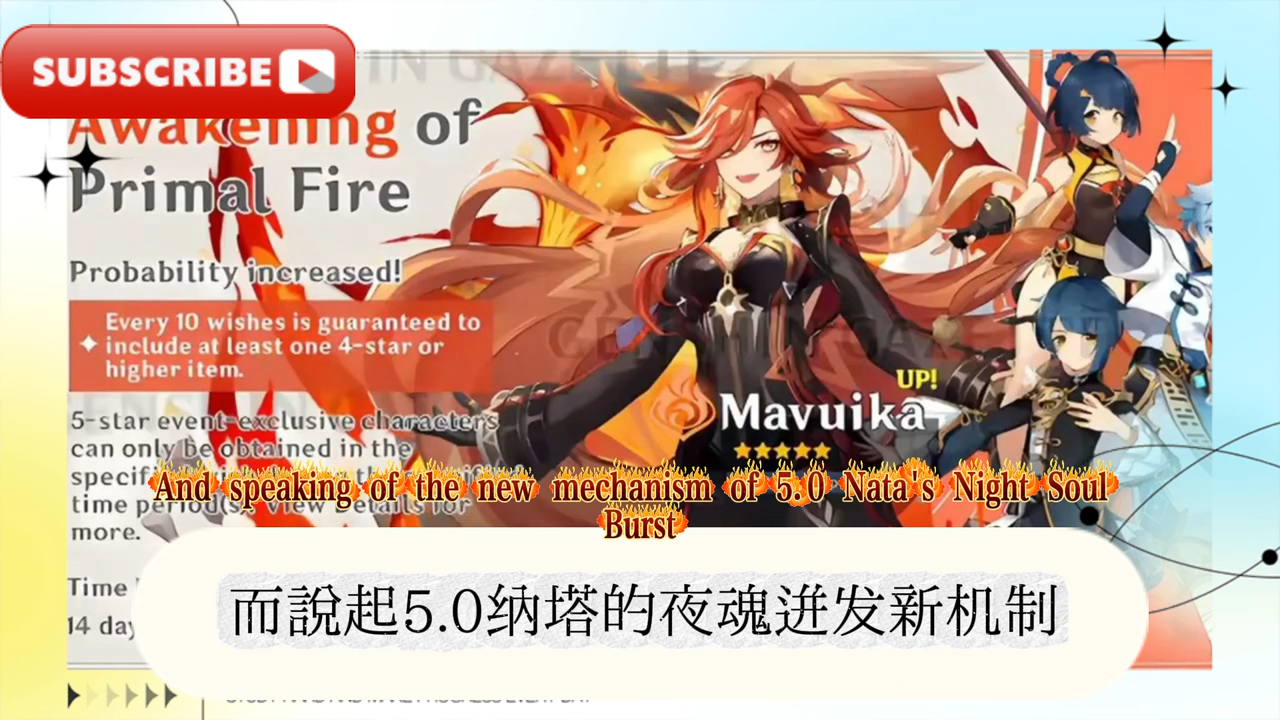 SUBSCRIBE
Awakening of
Primal Fire
Probability increased!
Every 10 wishes is guaranteed to
include at least one 4-star or
higher item.
5-star event-exclusive characters
can only be obtained in the
specif
time period(s). View details for
more.
UP!
Mavuika
And speaking of the new mechanism of 5.0 Nata's Night Soul
Burst
而說起5.0纳塔的夜魂迸发新机制
Time
14 day